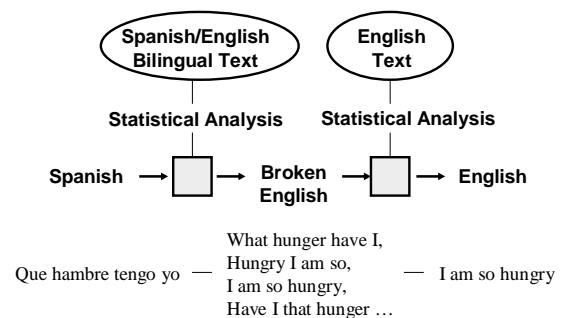 Spanish/English
Bilingual Text
English
Text
Statistical Analysis
Statistical Analysis
Spanish
Broken
English
English
What hunger have I,
Hungry I am so,
I am so hungry,
Have I that hunger …
Que hambre tengo yo
I am so hungry